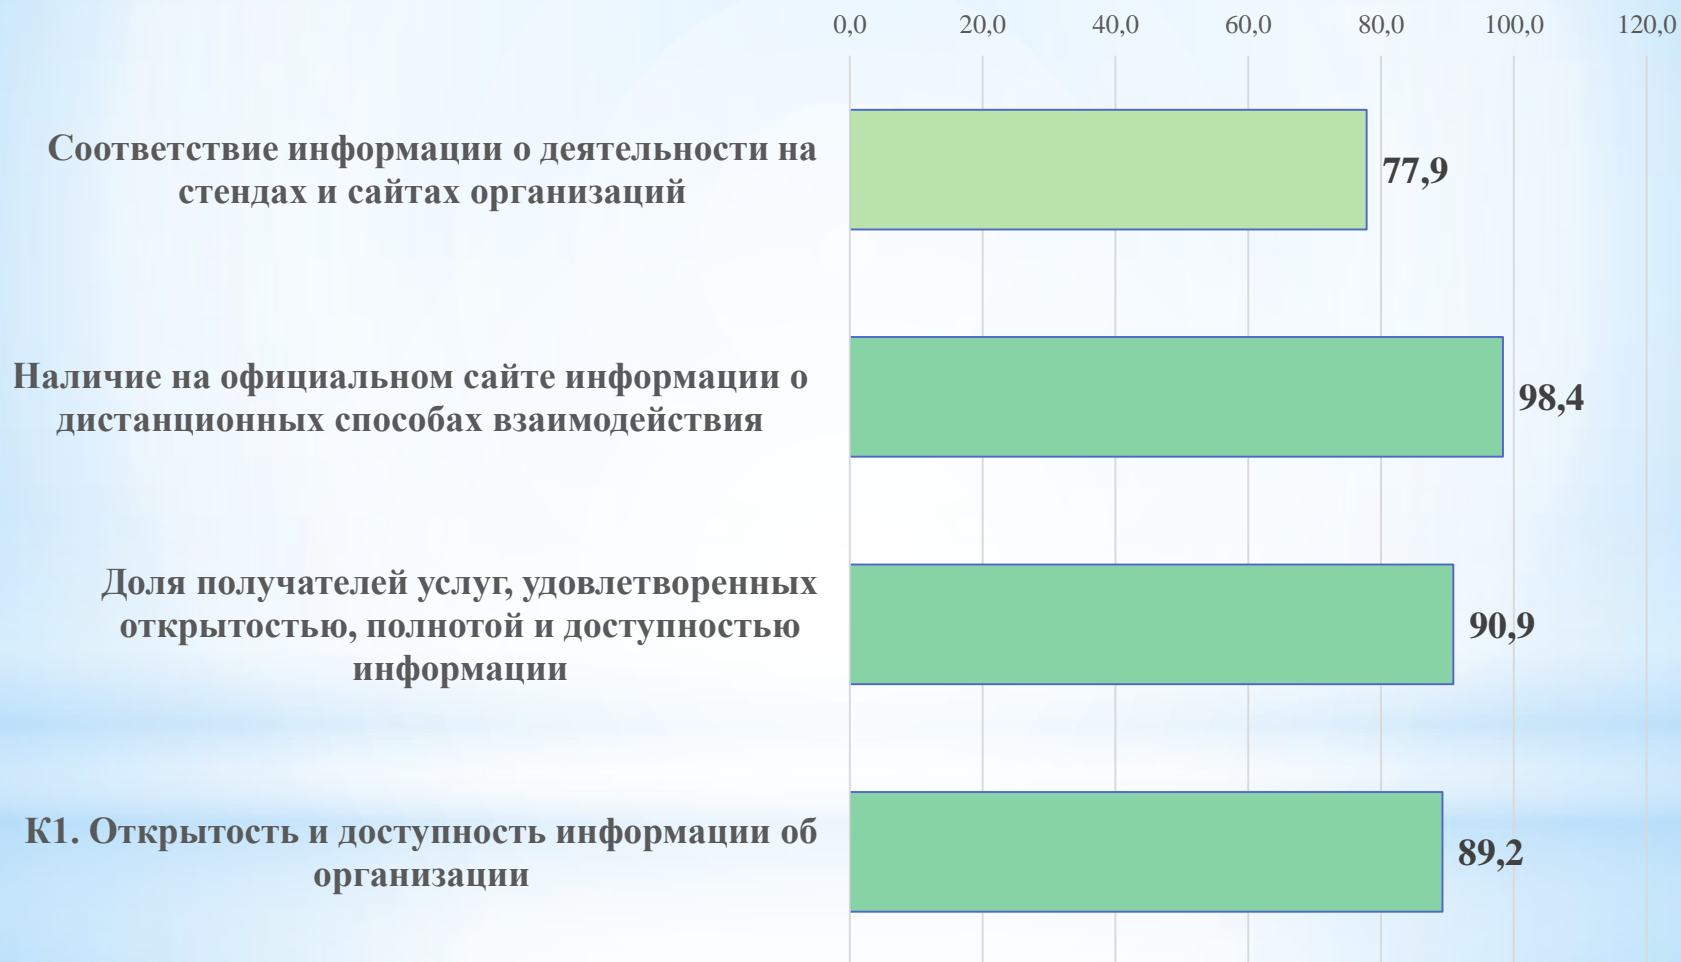 0,0 20,0 40,0 60,0 80,0 100,0 120,0
Соответствие информации о деятельности на
стендах и сайтах организаций
77,9
Наличие на официальном сайте информации о
дистанционных способах взаимодействия
98,4
Доля получателей услуг, удовлетворенных
открытостью, полнотой и доступностью
информации
90,9
К1. Открытость и доступность информации об
организации
89,2